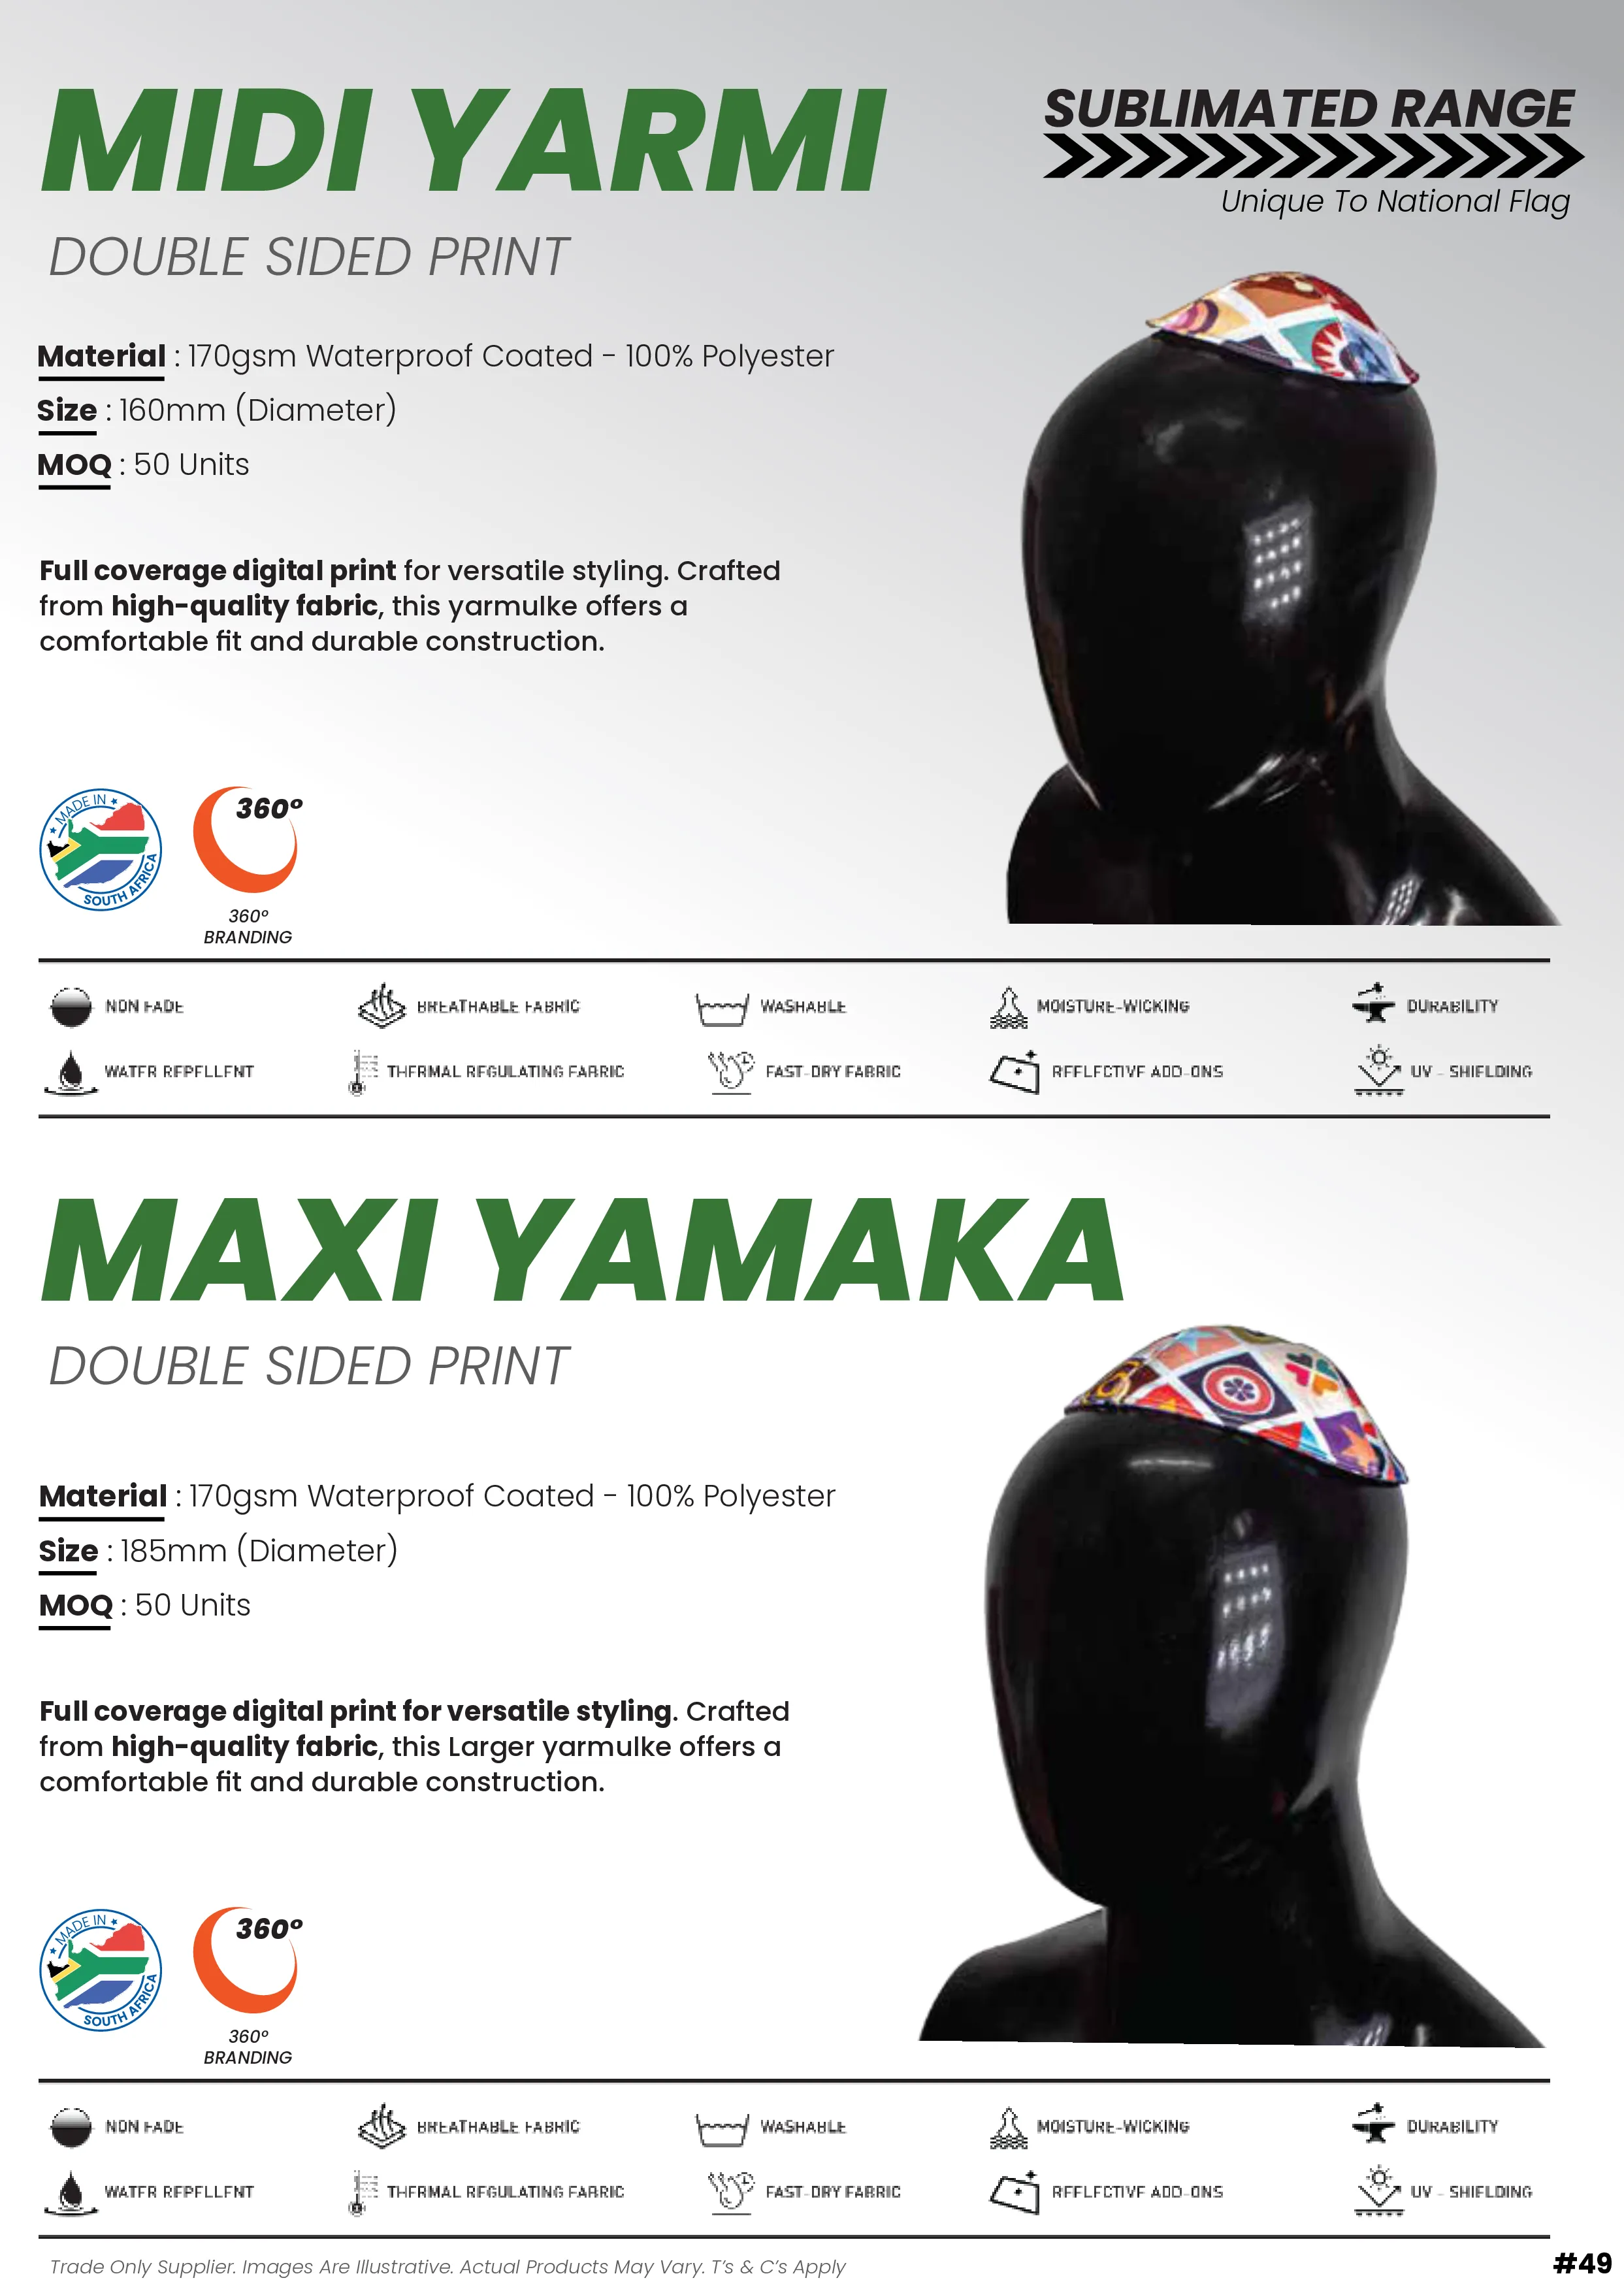 MIDI YARMI
SUBLIMATED RANGE
Unique To National Flag
DOUBLE SIDED PRINT
Material : 170gsm Waterproof Coated - 100% Polyester
Size : 160mm (Diameter)
MOQ : 50 Units
Full coverage digital print for versatile styling. Crafted
from high-quality fabric, this yarmulke offers a
comfortable fit and durable construction.
MADE IN
SOUTH AFRICA
360°
360°
BRANDING
NON FADE
BREATHABLE FABRIC
WASHABLE
MOISTURE-WICKING
DURABILITY
WATER REPELLENT
THERMAL REGULATING FABRIC
FAST-DRY FABRIC
REFLECTIVE ADD-ONS
UV - SHIELDING
MAXI YAMAKA
DOUBLE SIDED PRINT
Material : 170gsm Waterproof Coated - 100% Polyester
Size : 185mm (Diameter)
MOQ : 50 Units
Full coverage digital print for versatile styling. Crafted
from high-quality fabric, this Larger yarmulke offers a
comfortable fit and durable construction.
MADE IN
SOUTH AFRICA
360°
360°
BRANDING
NON FADE
BREATHABLE FABRIC
WASHABLE
MOISTURE-WICKING
DURABILITY
WATER REPELLENT
THERMAL REGULATING FABRIC
FAST-DRY FABRIC
REFLECTIVE ADD-ONS
UV - SHIELDING
Trade Only Supplier. Images Are Illustrative. Actual Products May Vary. T's & C's Apply
#49